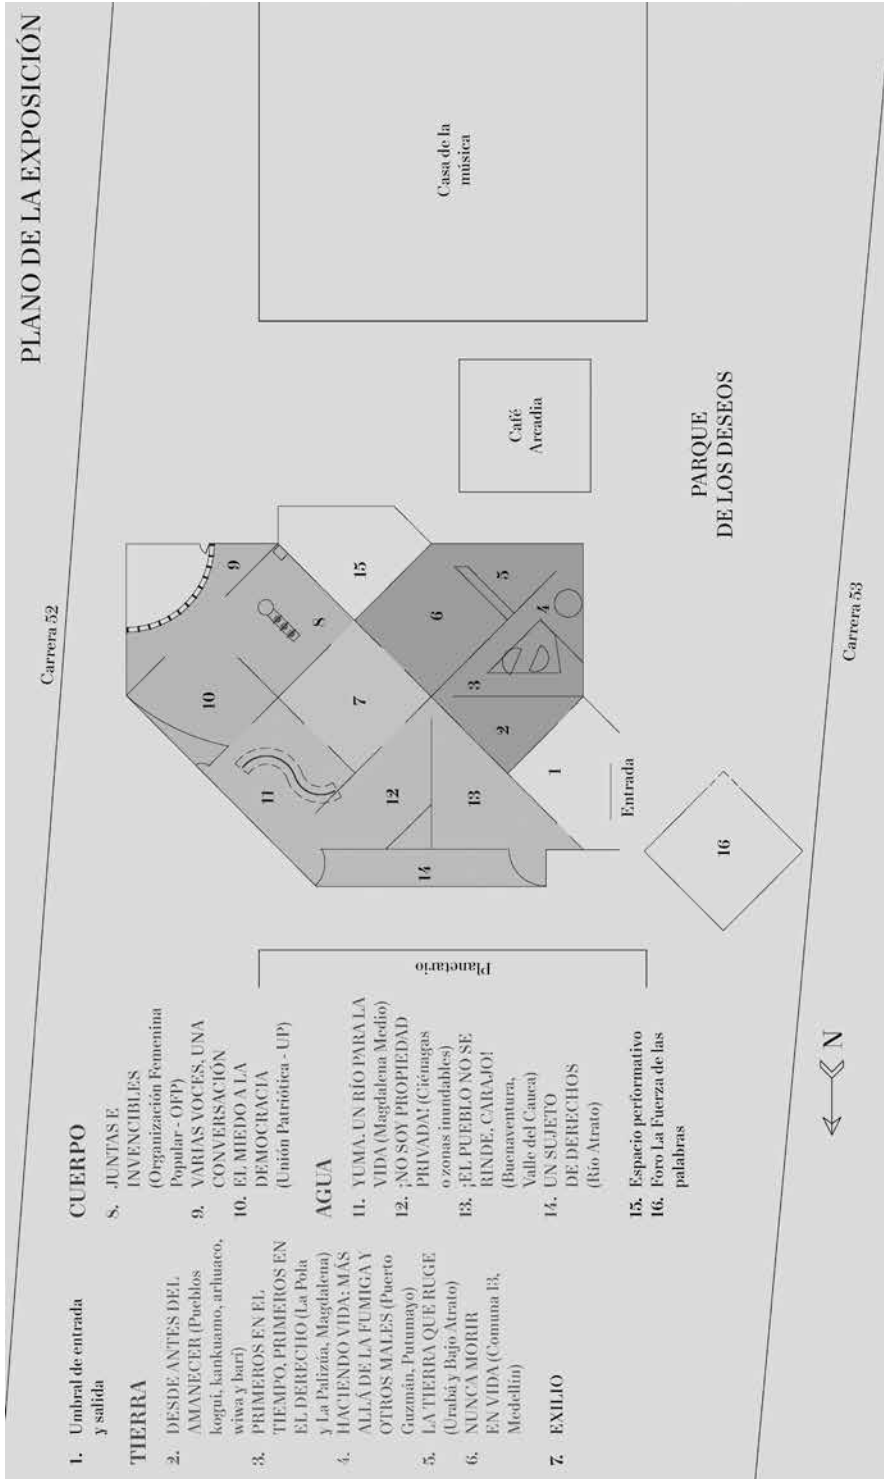 PLANO DE LA EXPOSICIÓN
Carrera 52
Casa de la
música
Café
Arcadia
PARQUE
DE LOS DESEOS
Carrera 53
9
15
8
5
6
4
10
7
3
2
11
12
13
1
14
Entrada
16
Planetario
N
1. Umbral de entrada
y salida
TIERRA
2. DESDE ANTES DEL
AMANECER (Pueblos
kogui, kankuamo, arhuaco,
wiwa y bari)
3. PRIMEROS EN EL
TIEMPO, PRIMEROS EN
EL DERECHO (La Pola
y La Palizúa, Magdalena)
4. HACIENDO VIDA: MÁS
ALLÁ DE LA FUMIGA Y
OTROS MALES (Puerto
Guzmán, Putumayo)
5. LA TIERRA QUE RUGE
(Urabá y Bajo Atrato)
6. NUNCA MORIR
EN VIDA (Comuna 13,
Medellín)
7. EXILIO
CUERPO
8. JUNTAS E
INVENCIBLES
(Organización Femenina
Popular - OFP)
9. VARIAS VOCES, UNA
CONVERSACIÓN
10. EL MIEDO A LA
DEMOCRACIA
(Unión Patriótica - UP)
AGUA
11. YUMA. UN RÍO PARA LA
VIDA (Magdalena Medio)
12. ¡NO SOY PROPIEDAD
PRIVADA! (Ciénagas
o zonas inundables)
13. ¡EL PUEBLO NO SE
RINDE, CARAJO!
(Buenaventura,
Valle del Cauca)
14. UN SUJETO
DE DERECHOS
(Río Atrato)
15. Espacio performativo
16. Foro La Fuerza de las
palabras